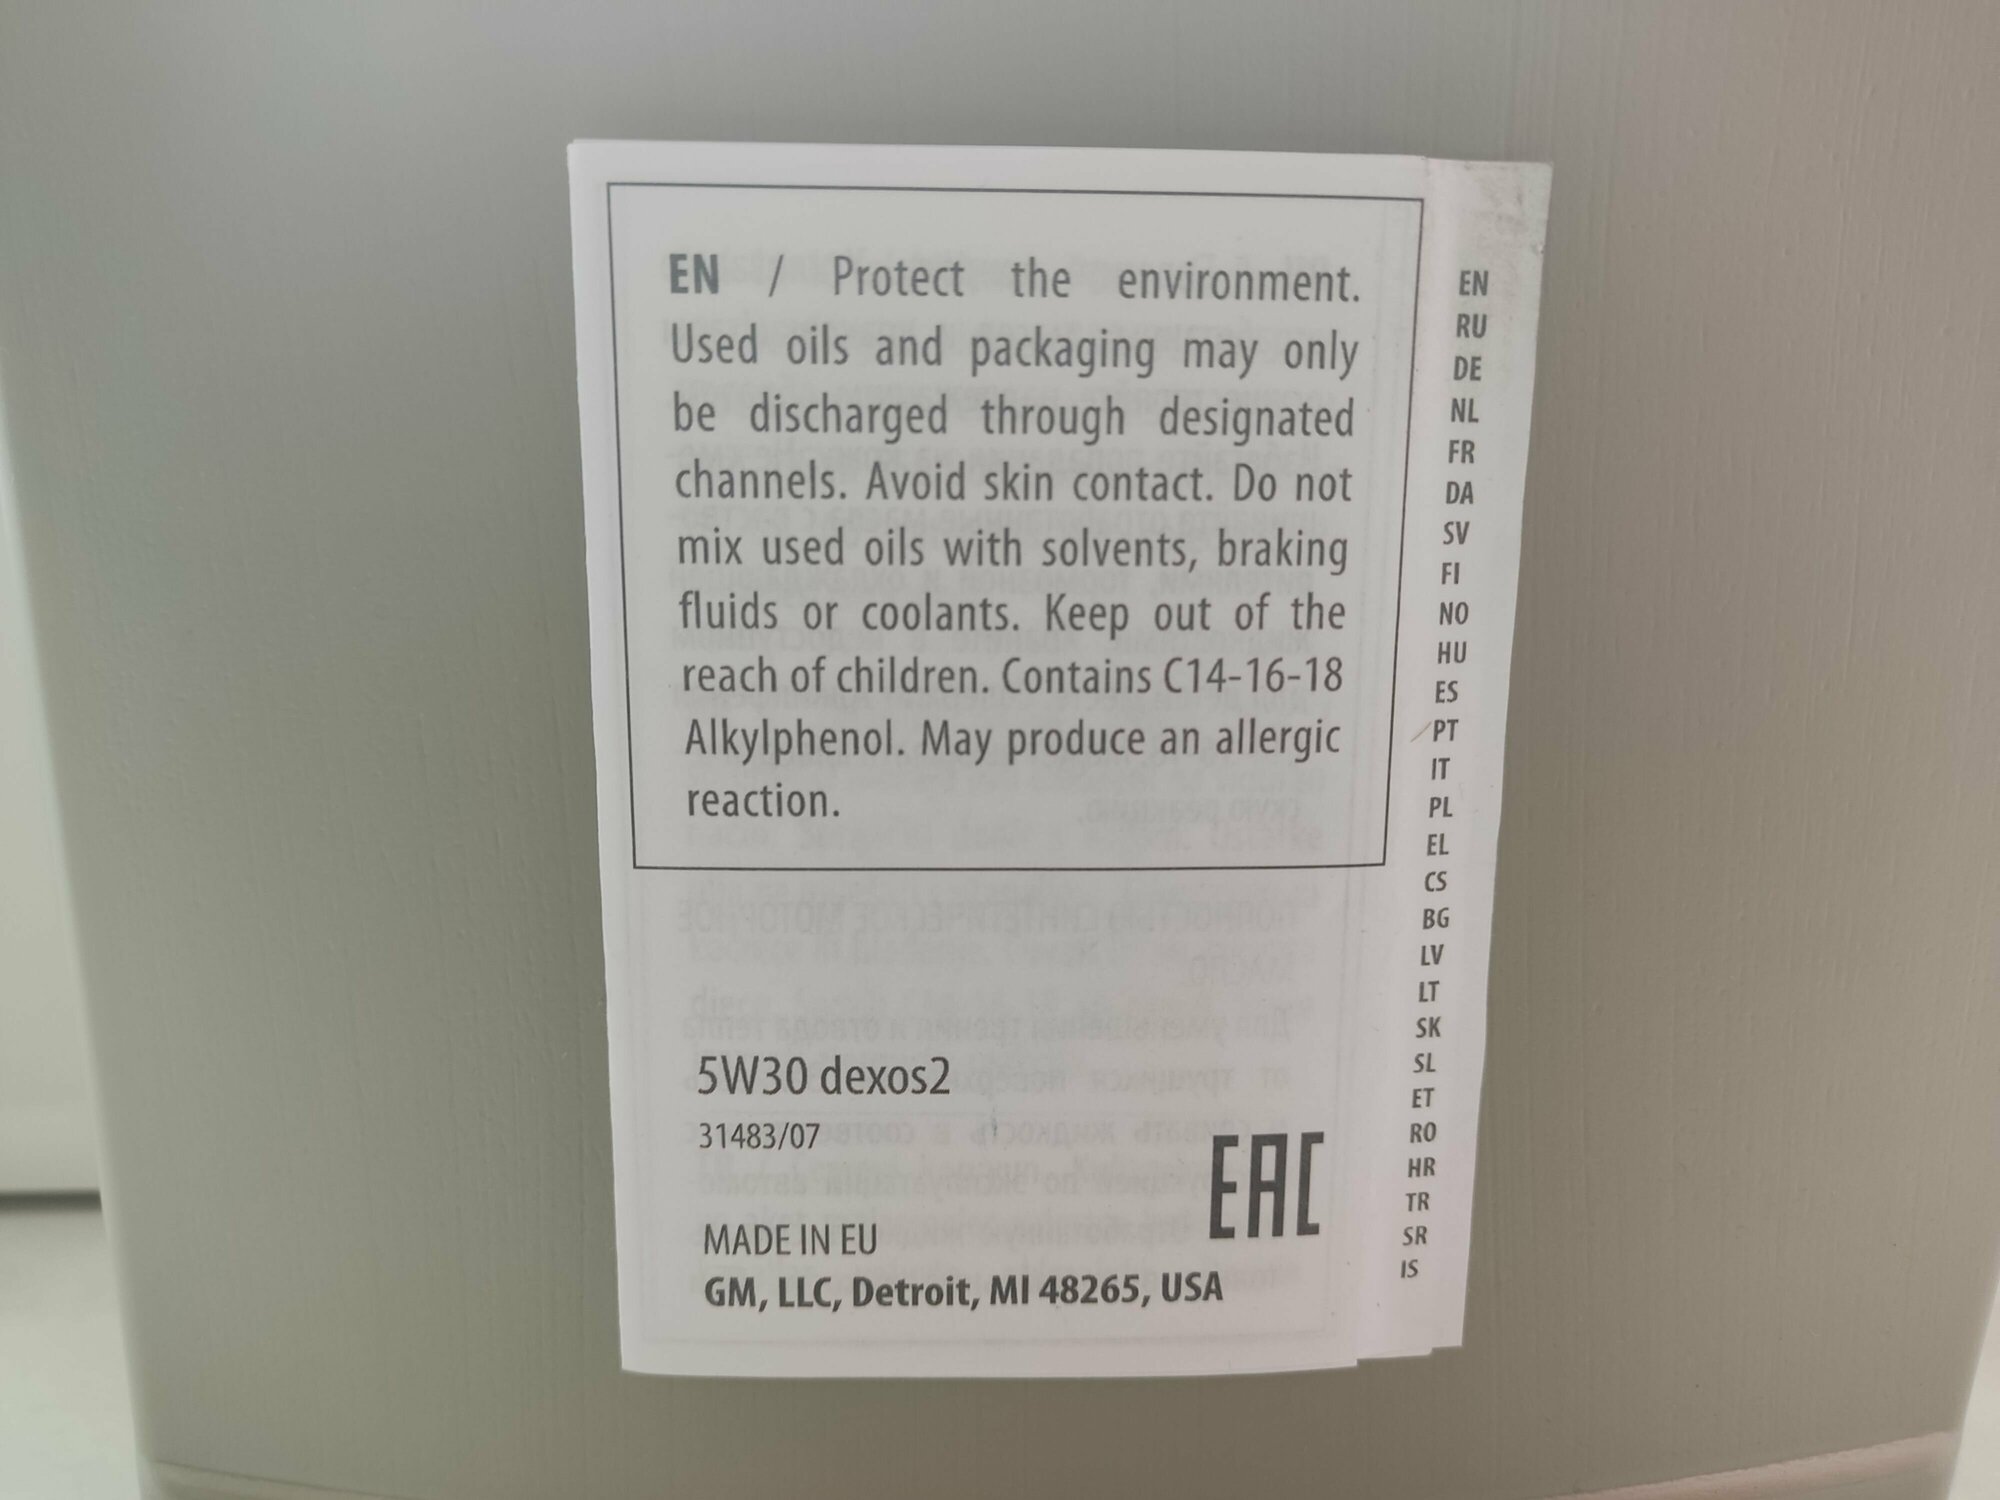 EN / Protect the environment.
Used oils and packaging may only
be discharged through designated
channels. Avoid skin contact. Do not
mix used oils with solvents, braking
fluids or coolants. Keep out of the
reach of children. Contains C14-16-18
Alkylphenol. May produce an allergic
reaction.
5W30 dexos2
31483/07
EAC
MADE IN EU
GM, LLC, Detroit, MI 48265, USA
EN
RU
DE
NL
FR
DA
SV
FI
NO
HU
ES
PT
IT
PL
EL
CS
BG
LV
LT
SK
SL
ET
RO
HR
TR
SR
IS